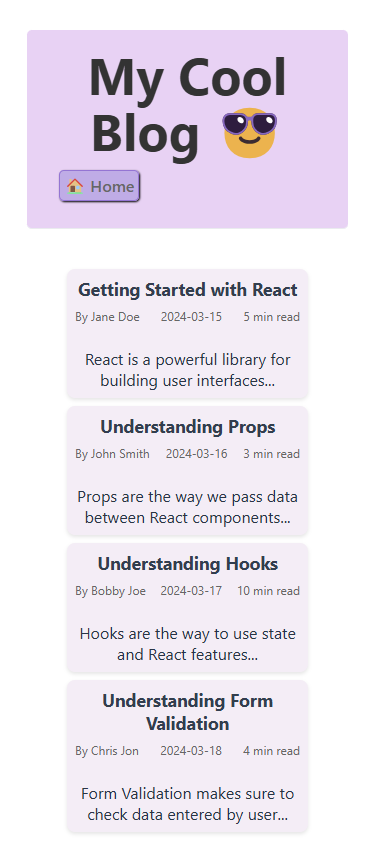 My Cool
Blog 😎
🏠 Home
Getting Started with React
By Jane Doe 2024-03-15 5 min read
React is a powerful library for
building user interfaces...
Understanding Props
By John Smith 2024-03-16 3 min read
Props are the way we pass data
between React components...
Understanding Hooks
By Bobby Joe 2024-03-17 10 min read
Hooks are the way to use state
and React features...
Understanding Form
Validation
By Chris Jon 2024-03-18 4 min read
Form Validation makes sure to
check data entered by user...